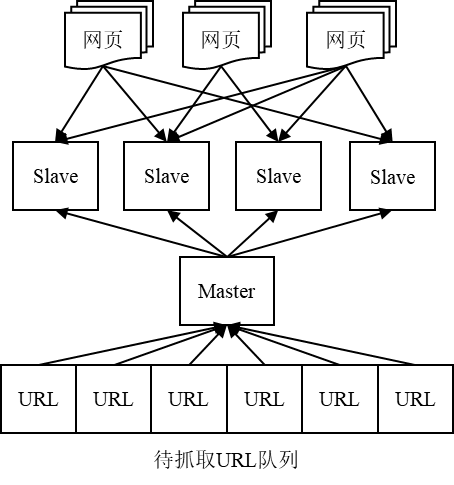 网页 网页 网页
Slave Slave Slave Slave
Master
URL URL URL URL URL URL
待抓取URL队列